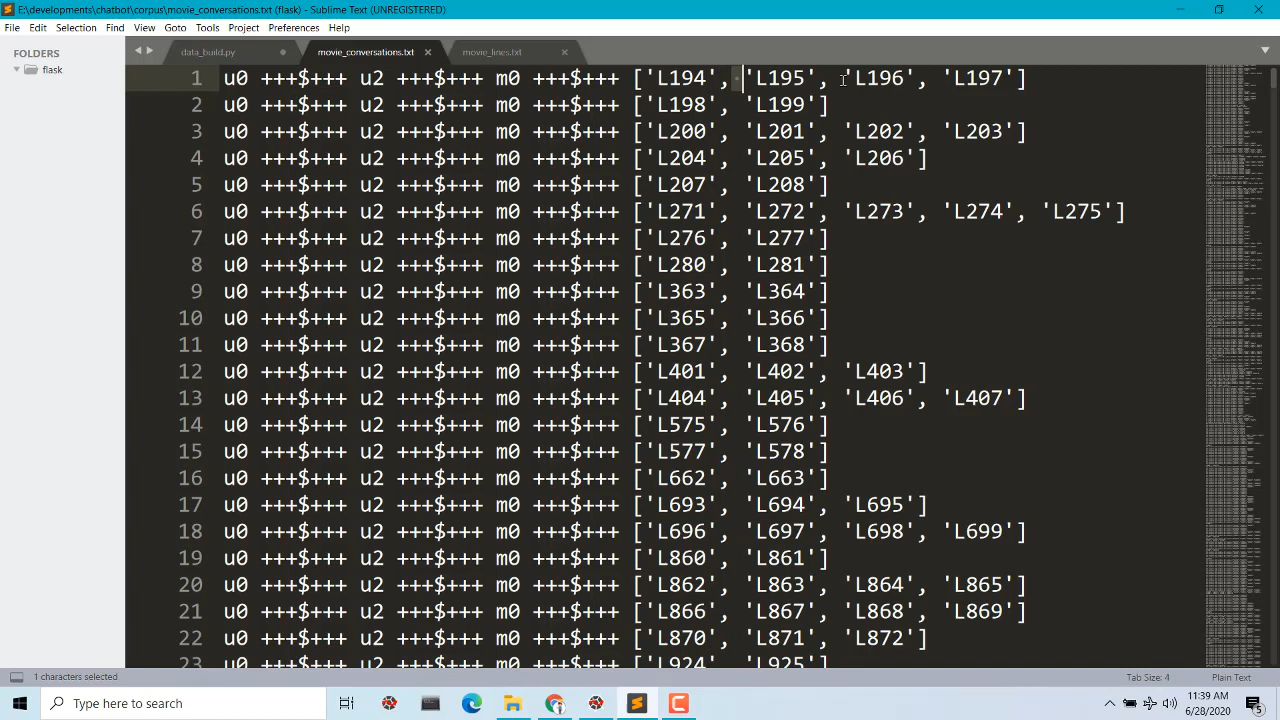 E:\developments\chatbot\corpus\movie_conversations.txt (flask) - Sublime Text (UNREGISTERED)
File Edit Selection Find View Goto Tools Project Preferences Help
FOLDERS
flask
data_build.py movie_conversations.txt movie_lines.txt
1 u0 +++$+++ u2 +++$+++ m0 +++$+++ ['L194', 'L195', 'L196', 'L197']
2 u0 +++$+++ u2 +++$+++ m0 +++$+++ ['L198', 'L199']
3 u0 +++$+++ u2 +++$+++ m0 +++$+++ ['L200', 'L201', 'L202', 'L203']
4 u0 +++$+++ u2 +++$+++ m0 +++$+++ ['L204', 'L205', 'L206']
5 u0 +++$+++ u2 +++$+++ m0 +++$+++ ['L207', 'L208']
6 u0 +++$+++ u2 +++$+++ m0 +++$+++ ['L271', 'L272', 'L273', 'L274', 'L275']
7 u0 +++$+++ u2 +++$+++ m0 +++$+++ ['L276', 'L277']
8 u0 +++$+++ u2 +++$+++ m0 +++$+++ ['L280', 'L281']
9 u0 +++$+++ u2 +++$+++ m0 +++$+++ ['L363', 'L364']
10 u0 +++$+++ u2 +++$+++ m0 +++$+++ ['L365', 'L366']
11 u0 +++$+++ u2 +++$+++ m0 +++$+++ ['L367', 'L368']
12 u0 +++$+++ u2 +++$+++ m0 +++$+++ ['L401', 'L402', 'L403']
13 u0 +++$+++ u2 +++$+++ m0 +++$+++ ['L404', 'L405', 'L406', 'L407']
14 u0 +++$+++ u2 +++$+++ m0 +++$+++ ['L575', 'L576']
15 u0 +++$+++ u2 +++$+++ m0 +++$+++ ['L577', 'L578']
16 u0 +++$+++ u2 +++$+++ m0 +++$+++ ['L662', 'L663']
17 u0 +++$+++ u2 +++$+++ m0 +++$+++ ['L693', 'L694', 'L695']
18 u0 +++$+++ u2 +++$+++ m0 +++$+++ ['L696', 'L697', 'L698', 'L699']
19 u0 +++$+++ u2 +++$+++ m0 +++$+++ ['L860', 'L861']
20 u0 +++$+++ u2 +++$+++ m0 +++$+++ ['L862', 'L863', 'L864', 'L865']
21 u0 +++$+++ u2 +++$+++ m0 +++$+++ ['L866', 'L867', 'L868', 'L869']
22 u0 +++$+++ u2 +++$+++ m0 +++$+++ ['L870', 'L871', 'L872']
23 u0 +++$+++ u2 +++$+++ m0 +++$+++ ['L924', 'L925']
1 characters selected Tab Size: 4 Plain Text
Type here to search
11:39 AM
6/28/2020
5